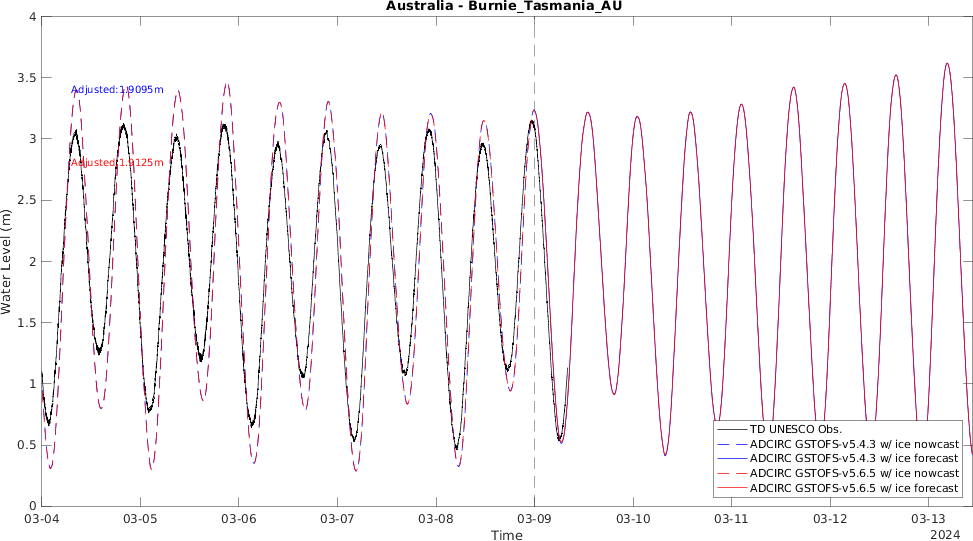 Australia - Burnie_Tasmania_AU
4
3.5
3
2.5
2
1.5
1
0.5
0
Water Level (m)
Adjusted:1.9095m
Adjusted:1.9125m
TD UNESCO Obs.
ADCIRC GSTOFS-v5.4.3 w/ ice nowcast
ADCIRC GSTOFS-v5.4.3 w/ ice forecast
ADCIRC GSTOFS-v5.6.5 w/ ice nowcast
ADCIRC GSTOFS-v5.6.5 w/ ice forecast
03-04 03-05 03-06 03-07 03-08 03-09 03-10 03-11 03-12 03-13
Time
2024